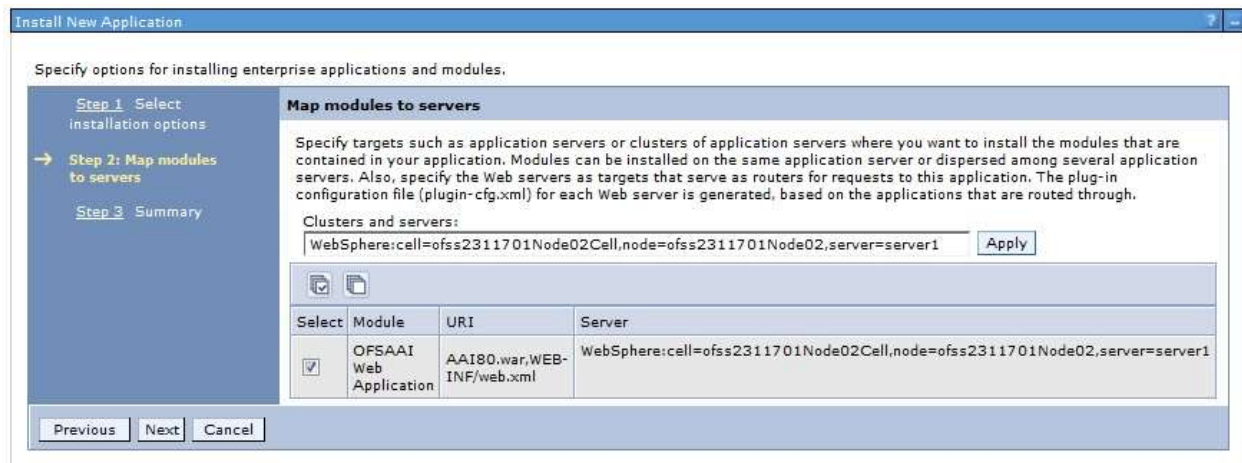 Install New Application
?
Specify options for installing enterprise applications and modules.
Step 1 Select
installation options
Step 2: Map modules
to servers
Step 3 Summary
Map modules to servers
Specify targets such as application servers or clusters of application servers where you want to install the modules that are
contained in your application. Modules can be installed on the same application server or dispersed among several application
servers. Also, specify the Web servers as targets that serve as routers for requests to this application. The plug-in
configuration file (plugin-cfg.xml) for each Web server is generated, based on the applications that are routed through.
Clusters and servers:
WebSphere:cell=ofss2311701Node02Cell,node=ofss2311701Node02,server=server1 Apply
Select Module URI Server
OFSAAI
Web
Application
AAI80.war,WEB-
INF/web.xml
WebSphere:cell=ofss2311701Node02Cell,node=ofss2311701Node02,server=server1
Previous Next Cancel